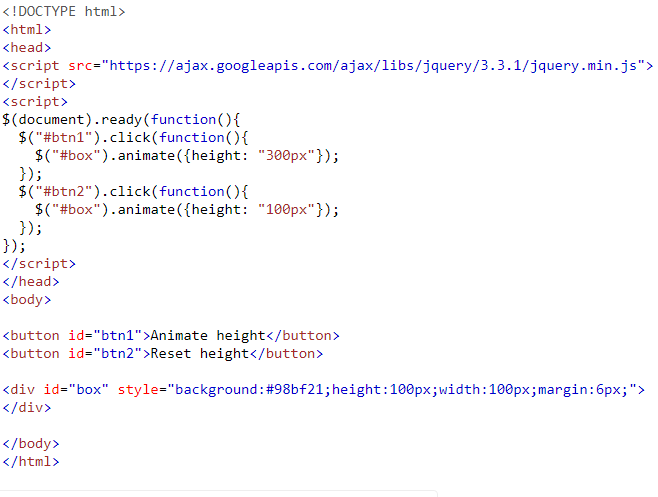 <!DOCTYPE html>
<html>
<head>
<script src="https://ajax.googleapis.com/ajax/libs/jquery/3.3.1/jquery.min.js">
</script>
<script>
$(document).ready(function(){
  $("#btn1").click(function(){
    $("#box").animate({height: "300px"});
  });
  $("#btn2").click(function(){
    $("#box").animate({height: "100px"});
  });
});
</script>
</head>
<body>
<button id="btn1">Animate height</button>
<button id="btn2">Reset height</button>
<div id="box" style="background:#98bf21;height:100px;width:100px;margin:6px;">
</div>
</body>
</html>